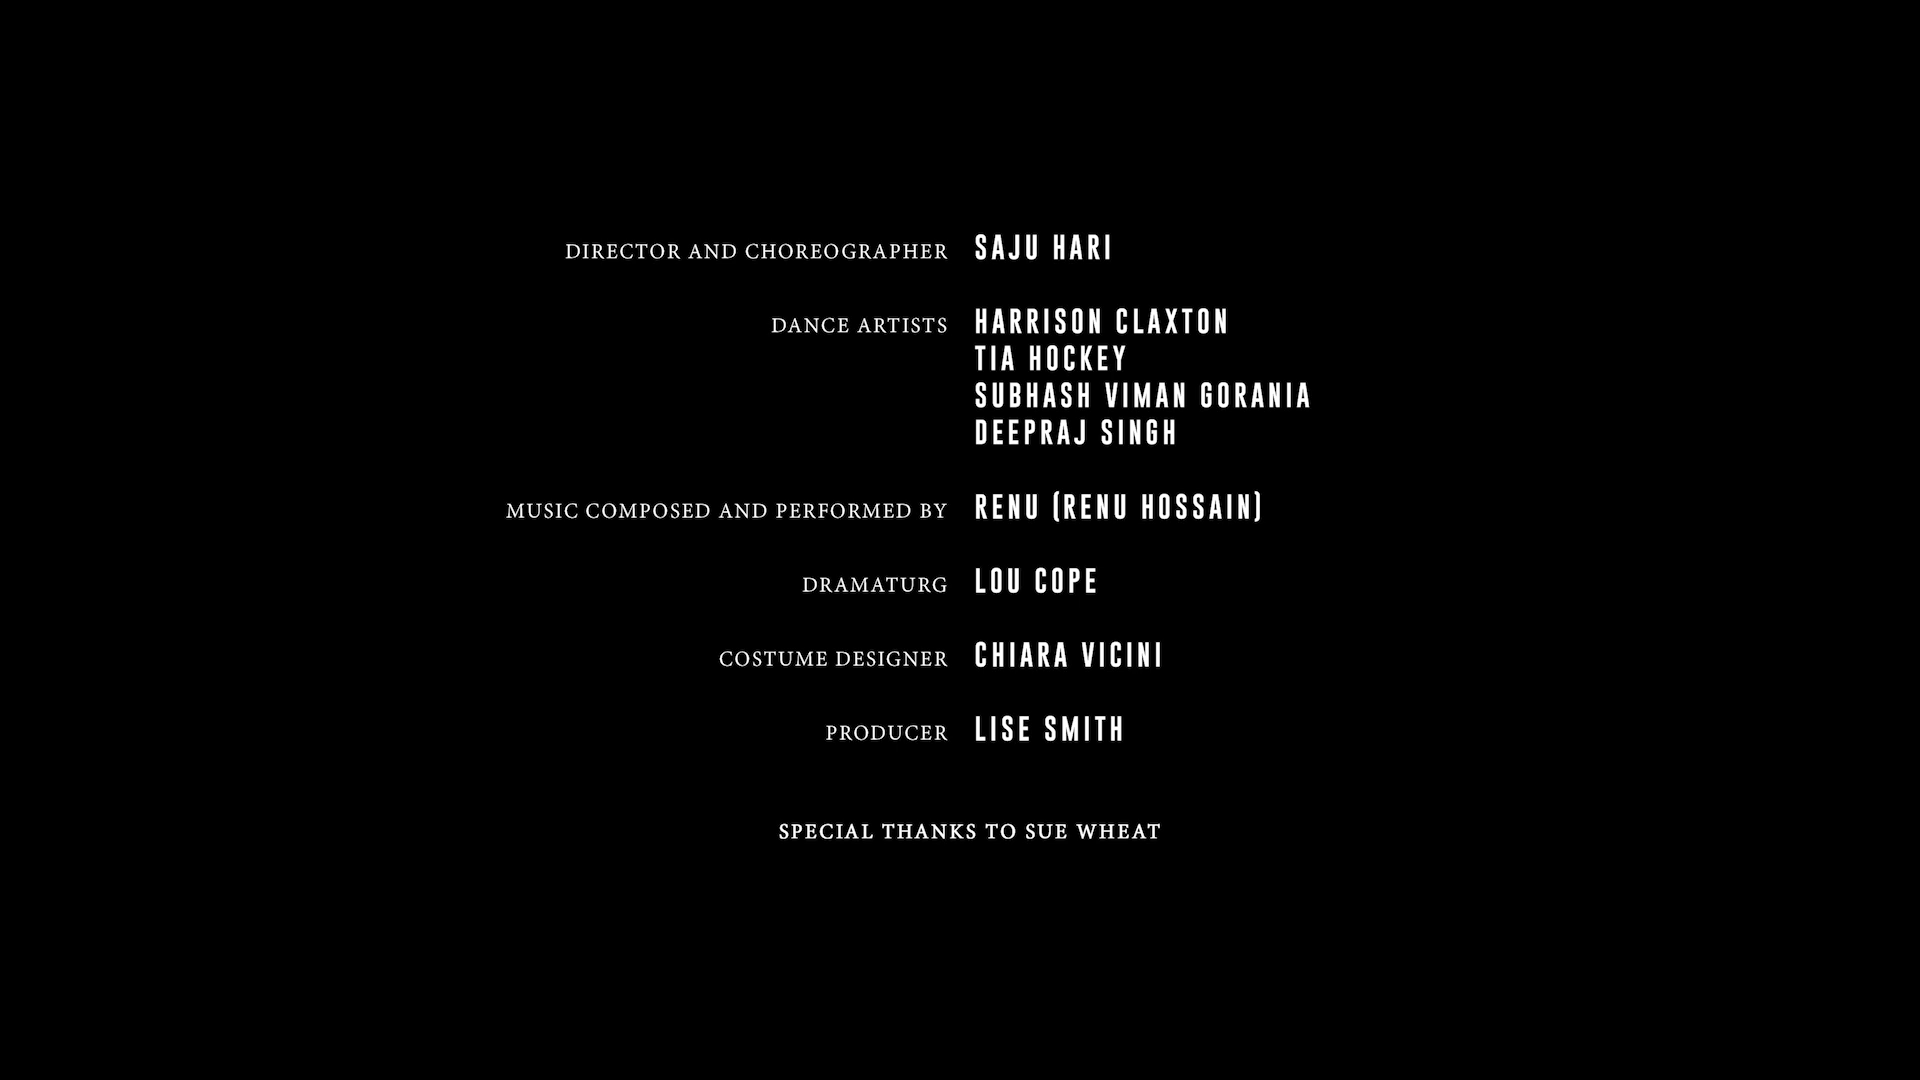 DIRECTOR AND CHOREOGRAPHER SAJU HARI
DANCE ARTISTS HARRISON CLAXTON
TIA HOCKEY
SUBHASH VIMAN GORANIA
DEEPRAJ SINGH
MUSIC COMPOSED AND PERFORMED BY RENU (RENU HOSSAIN)
DRAMATURG LOU COPE
COSTUME DESIGNER CHIARA VICINI
PRODUCER LISE SMITH
SPECIAL THANKS TO SUE WHEAT